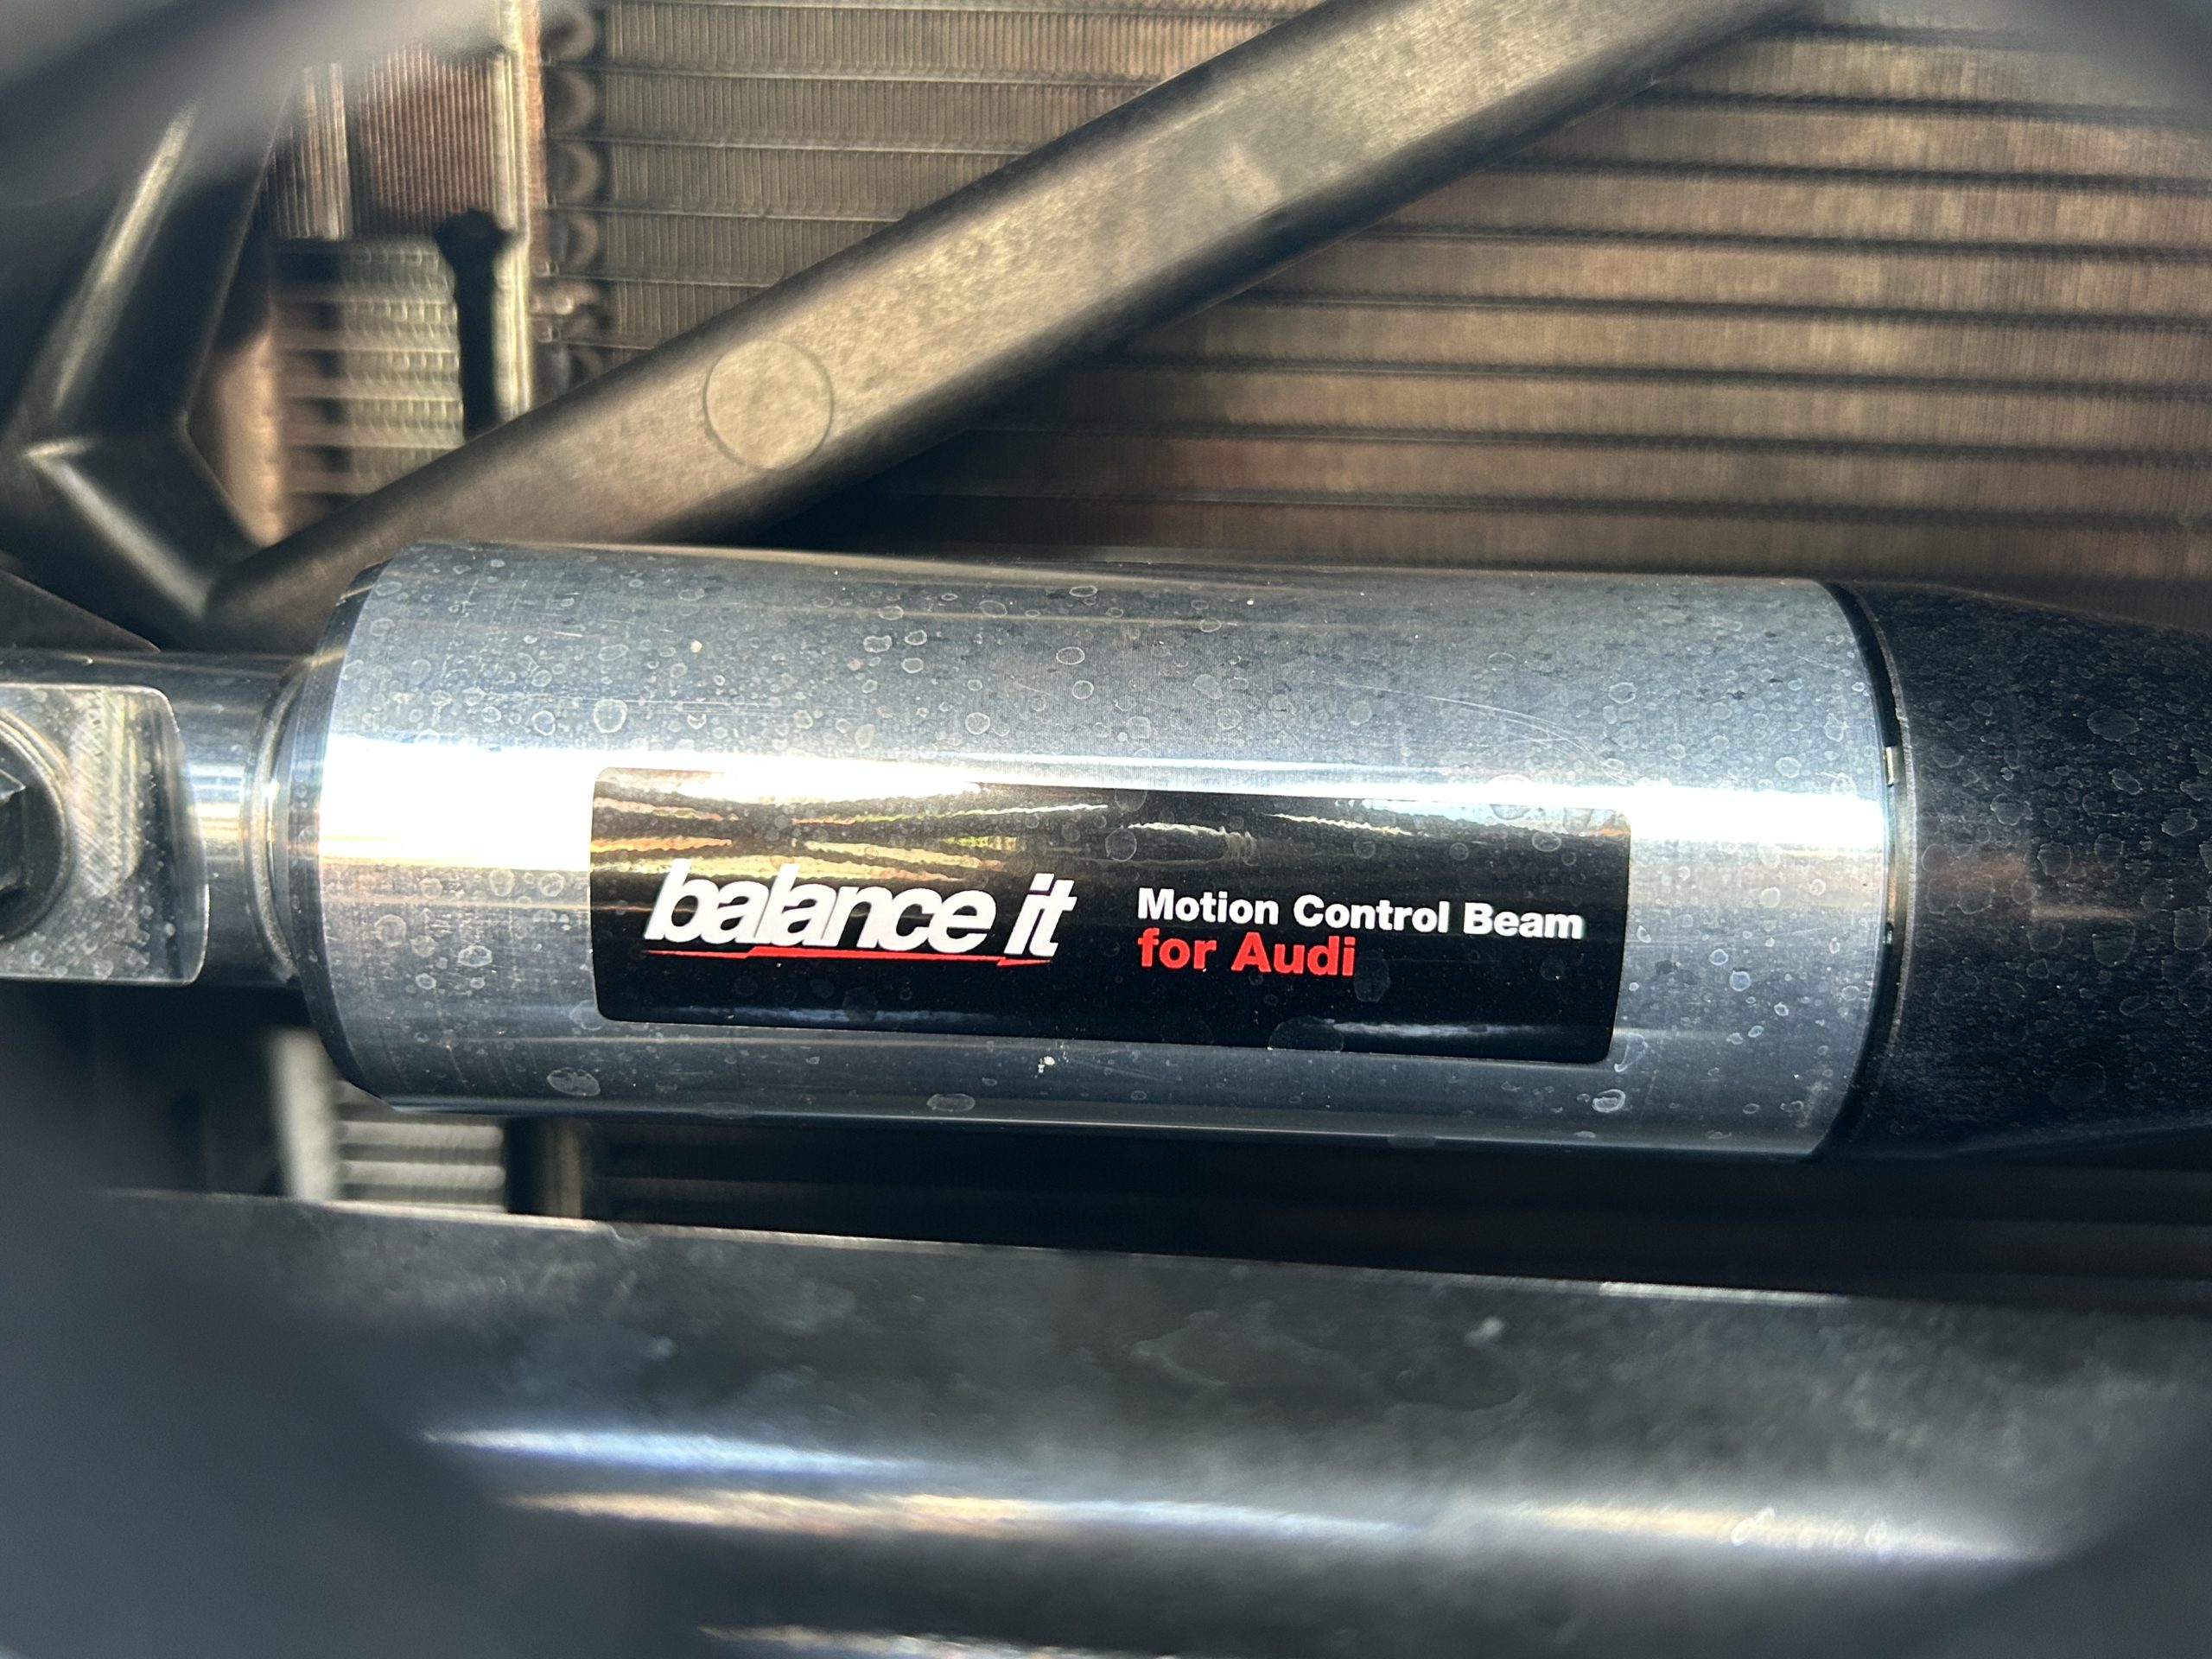 balance it
Motion Control Beam
for Audi